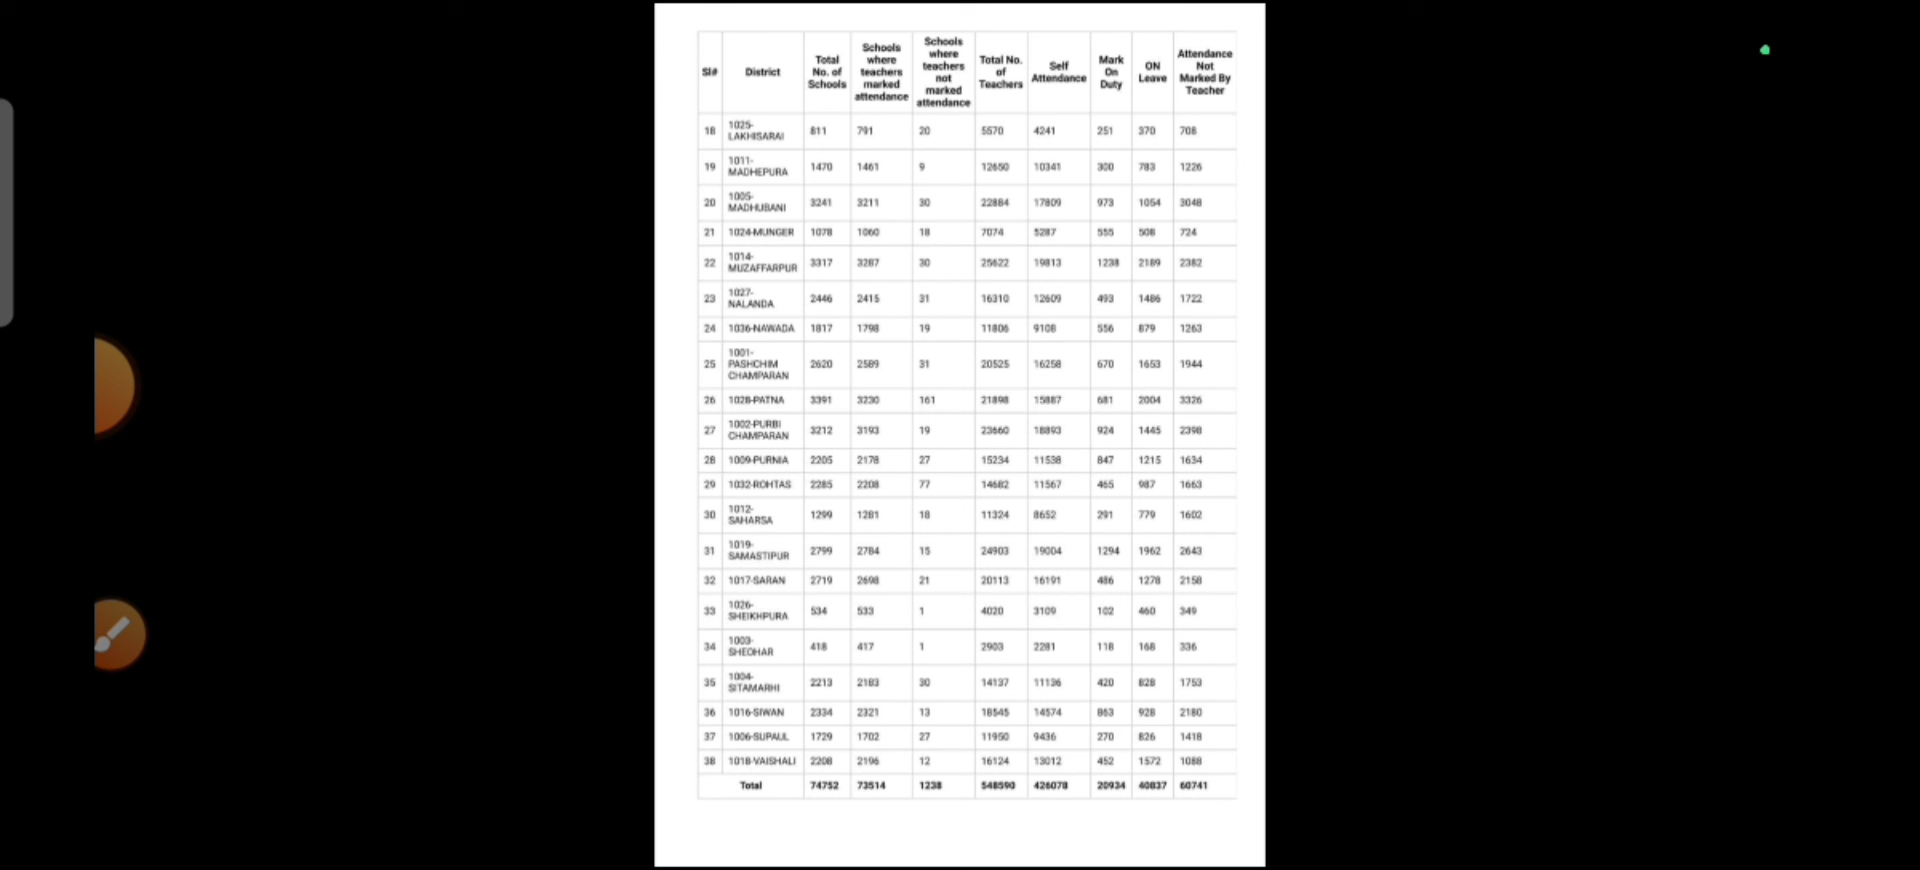 Sl# District Total No. of Schools Schools where teachers marked attendance Schools where teachers not marked attendance Total No. of Teachers Self Attendance Mark On Duty ON Leave Attendance Not Marked By Teacher
18 1025-LAKHISARAI 811 791 20 5570 4241 251 370 708
19 1011-MADHEPURA 1470 1461 9 12650 10341 300 783 1226
20 1005-MADHUBANI 3241 3211 30 22884 17809 973 1054 3048
21 1024-MUNGER 1078 1060 18 7074 5287 555 508 724
22 1014-MUZAFFARPUR 3317 3287 30 25622 19813 1238 2189 2382
23 1027-NALANDA 2446 2415 31 16310 12609 493 1486 1722
24 1036-NAWADA 1817 1798 19 11806 9108 556 879 1263
25 1001-PASHCHIM CHAMPARAN 2620 2589 31 20525 16258 670 1653 1944
26 1028-PATNA 3391 3230 161 21898 15887 681 2004 3326
27 1002-PURBI CHAMPARAN 3212 3193 19 23660 18893 924 1445 2398
28 1009-PURNIA 2205 2178 27 15234 11538 847 1215 1634
29 1032-ROHTAS 2285 2208 77 14682 11567 465 987 1663
30 1012-SAHARSA 1299 1281 18 11324 8652 291 779 1602
31 1019-SAMASTIPUR 2799 2784 15 24903 19004 1294 1962 2643
32 1017-SARAN 2719 2698 21 20113 16191 486 1278 2158
33 1026-SHEIKHPURA 534 533 1 4020 3109 102 460 349
34 1003-SHEOHAR 418 417 1 2903 2281 118 168 336
35 1004-SITAMARHI 2213 2183 30 14137 11136 420 828 1753
36 1016-SIWAN 2334 2321 13 18545 14574 863 928 2180
37 1006-SUPAUL 1729 1702 27 11950 9436 270 826 1418
38 1018-VAISHALI 2208 2196 12 16124 13012 452 1572 1088
Total 74752 73514 1238 548590 426078 20934 40837 60741